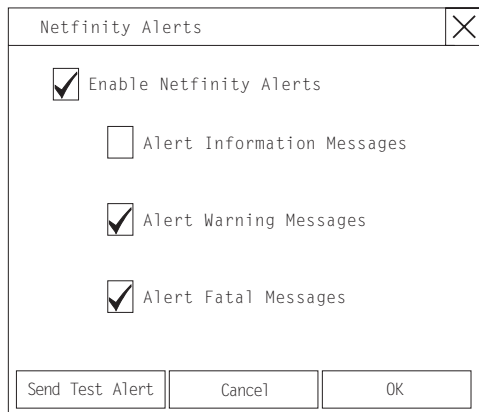 Netfinity Alerts
Enable Netfinity Alerts
Alert Information Messages
Alert Warning Messages
Alert Fatal Messages
Send Test Alert Cancel OK